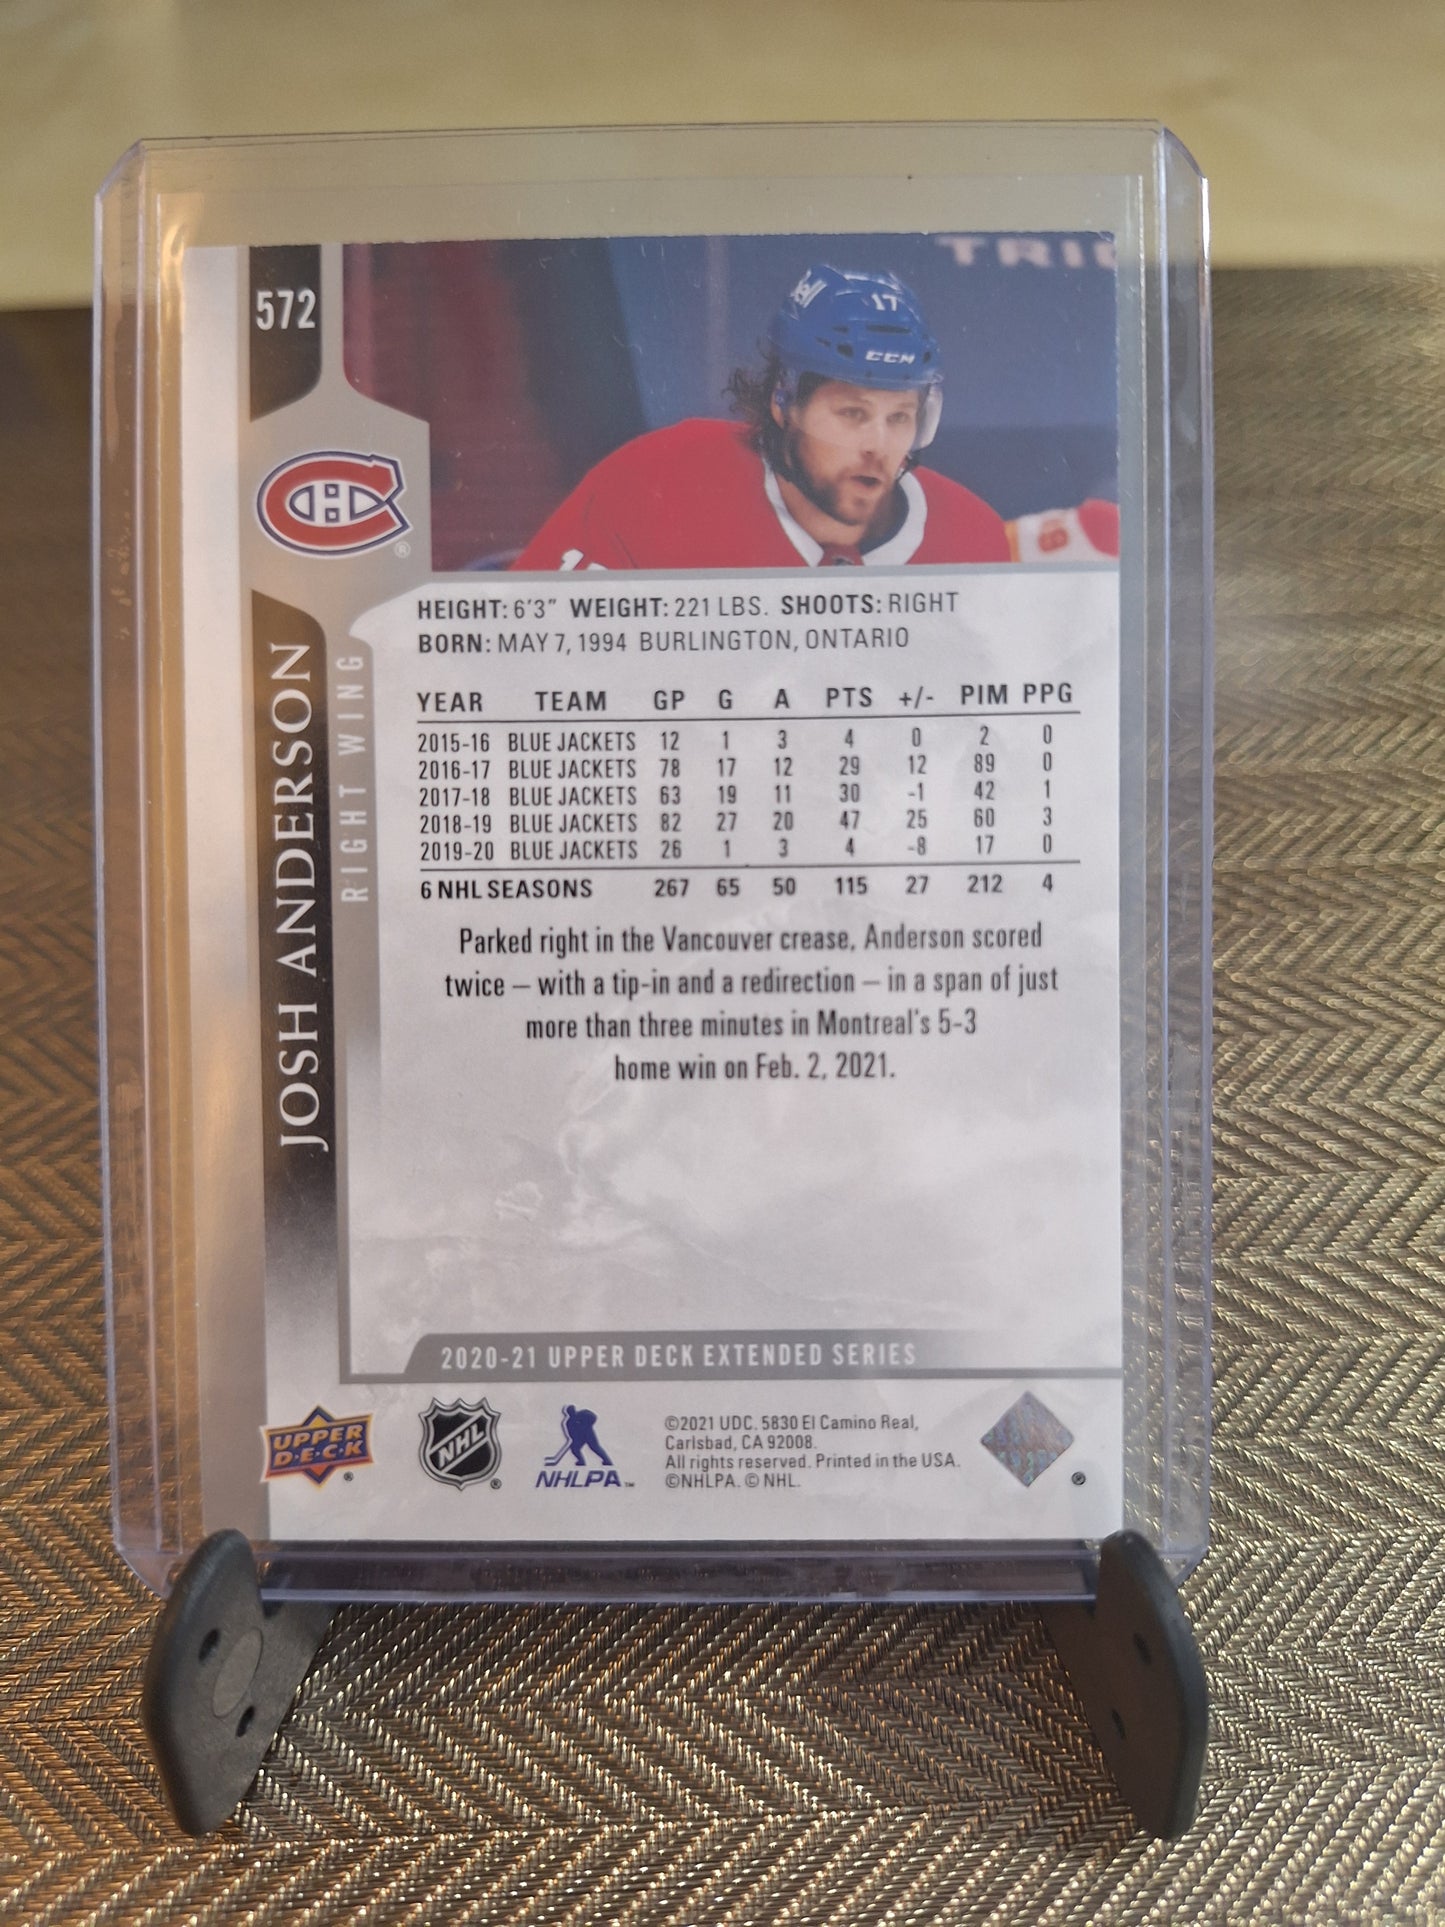 572
TRI
17
CCM
HEIGHT: 6'3" WEIGHT: 221 LBS. SHOOTS: RIGHT
BORN: MAY 7, 1994 BURLINGTON, ONTARIO
JOSH ANDERSON
RIGHT WING
YEAR TEAM GP G A PTS +/- PIM PPG
2015-16 BLUE JACKETS 12 1 3 4 0 2 0
2016-17 BLUE JACKETS 78 17 12 29 12 89 0
2017-18 BLUE JACKETS 63 19 11 30 -1 42 1
2018-19 BLUE JACKETS 82 27 20 47 25 60 3
2019-20 BLUE JACKETS 26 1 3 4 -8 17 0
6 NHL SEASONS 267 65 50 115 27 212 4
Parked right in the Vancouver crease, Anderson scored
twice – with a tip-in and a redirection – in a span of just
more than three minutes in Montreal's 5-3
home win on Feb. 2, 2021.
2020-21 UPPER DECK EXTENDED SERIES
UPPER
D·E·C·K
®
NHL
®
NHLPA™
©2021 UDC. 5830 El Camino Real,
Carlsbad, CA 92008.
All rights reserved. Printed in the USA.
©NHLPA. © NHL.
®